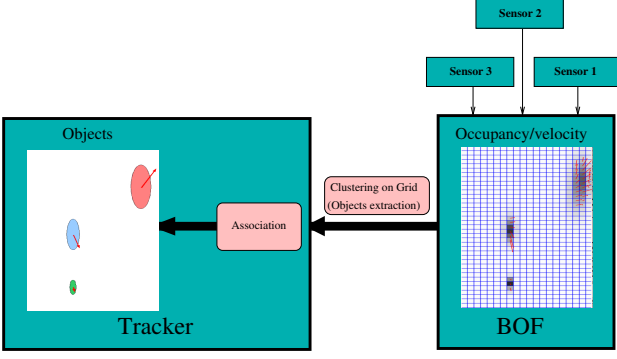 Sensor 2
Sensor 3
Sensor 1
Objects
Occupancy/velocity
Clustering on Grid
(Objects extraction)
Association
Tracker
BOF